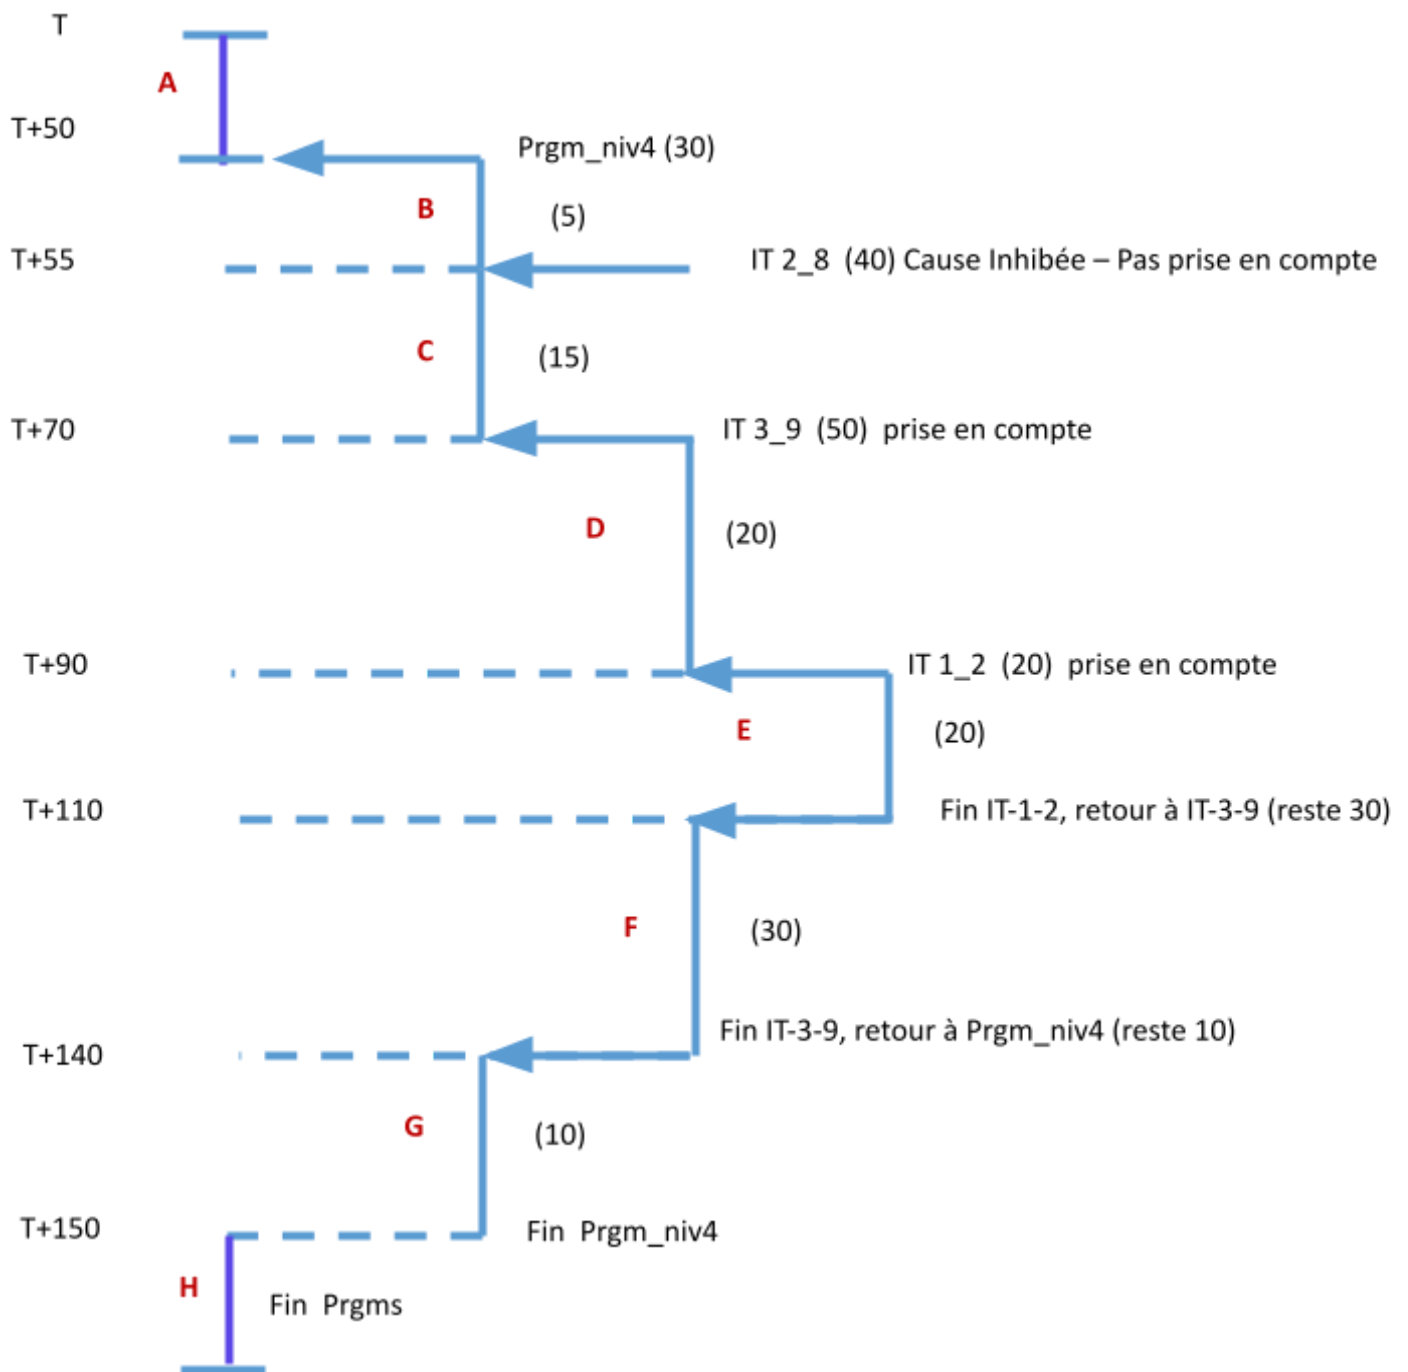 T
A
T+50
Prgm_niv4 (30)
B
(5)
T+55
IT 2_8 (40) Cause Inhibée – Pas prise en compte
C
(15)
T+70
IT 3_9 (50) prise en compte
D
(20)
T+90
IT 1_2 (20) prise en compte
E
(20)
T+110
Fin IT-1-2, retour à IT-3-9 (reste 30)
F
(30)
Fin IT-3-9, retour à Prgm_niv4 (reste 10)
T+140
G
(10)
T+150
Fin Prgm_niv4
H
Fin Prgms